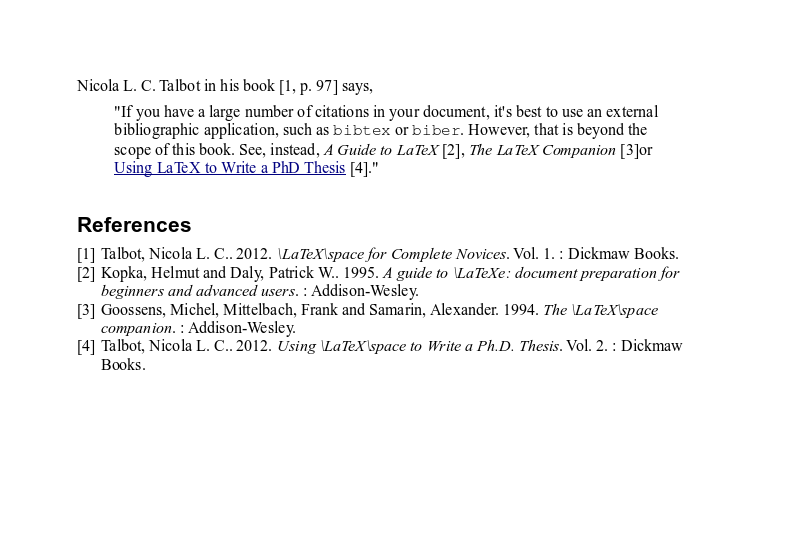 Nicola L. C. Talbot in his book [1, p. 97] says,
"If you have a large number of citations in your document, it's best to use an external
bibliographic application, such as bibtex or biber. However, that is beyond the
scope of this book. See, instead, A Guide to LaTeX [2], The LaTeX Companion [3]or
Using LaTeX to Write a PhD Thesis [4]."
References
[1] Talbot, Nicola L. C.. 2012. \LaTeX\space for Complete Novices. Vol. 1. : Dickmaw Books.
[2] Kopka, Helmut and Daly, Patrick W.. 1995. A guide to \LaTeXe: document preparation for
beginners and advanced users. : Addison-Wesley.
[3] Goossens, Michel, Mittelbach, Frank and Samarin, Alexander. 1994. The \LaTeX\space
companion. : Addison-Wesley.
[4] Talbot, Nicola L. C.. 2012. Using \LaTeX\space to Write a Ph.D. Thesis. Vol. 2. : Dickmaw
Books.